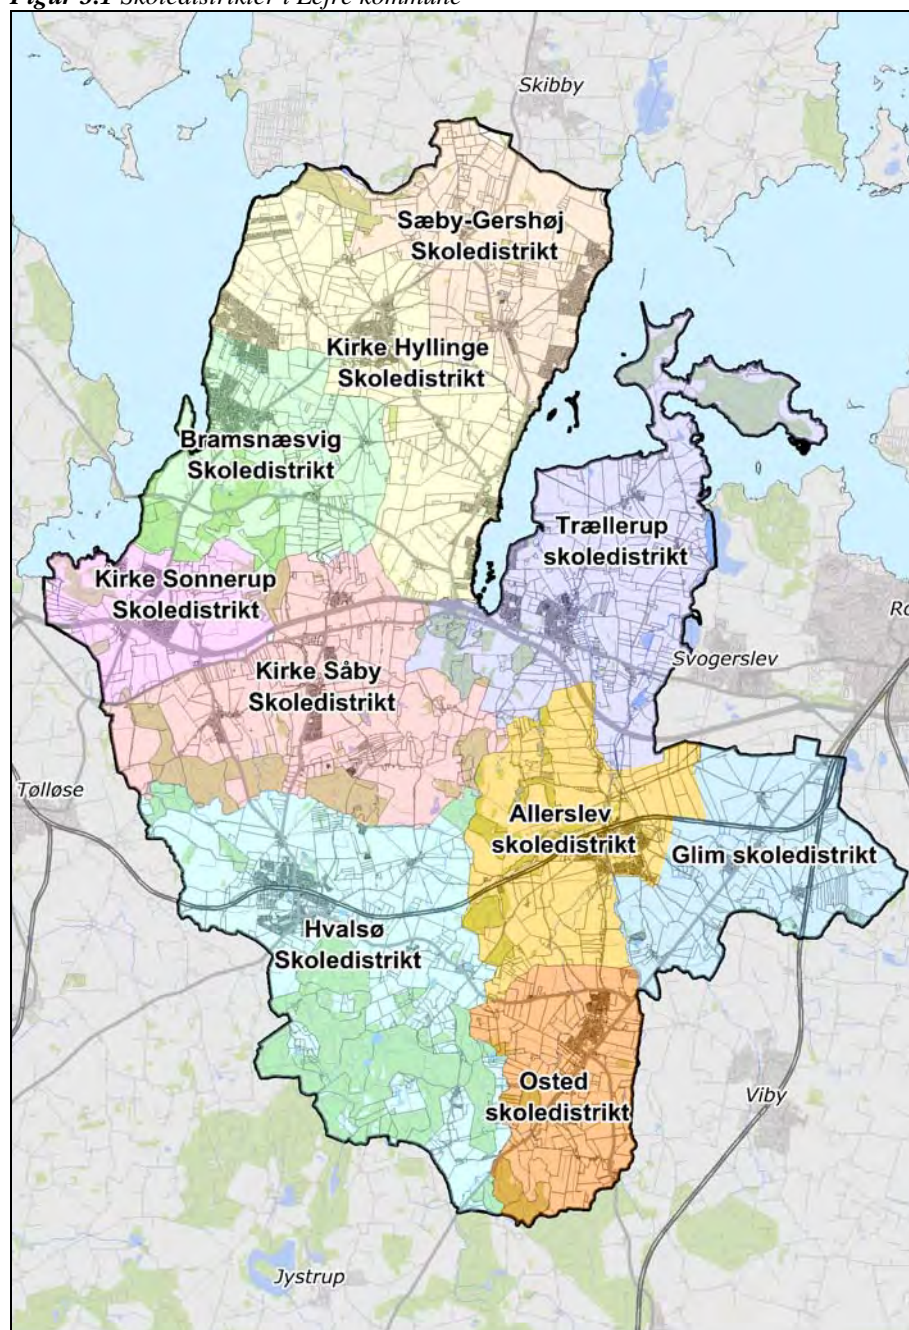 Figur 3.1 Skoledistrikter i Lejre kommune
Skibby
Sæby-Gershøj
Skoledistrikt
Kirke Hyllinge
Skoledistrikt
Bramsnæsvig
Skoledistrikt
Trællerup
skoledistrikt
Kirke Sonnerup
Skoledistrikt
Ro
Svogerslev
Kirke Såby
Skoledistrikt
Tølløse
Allerslev
skoledistrikt
Glim skoledistrikt
Hvalsø
Skoledistrikt
Osted
skoledistrikt
Viby
Jystrup